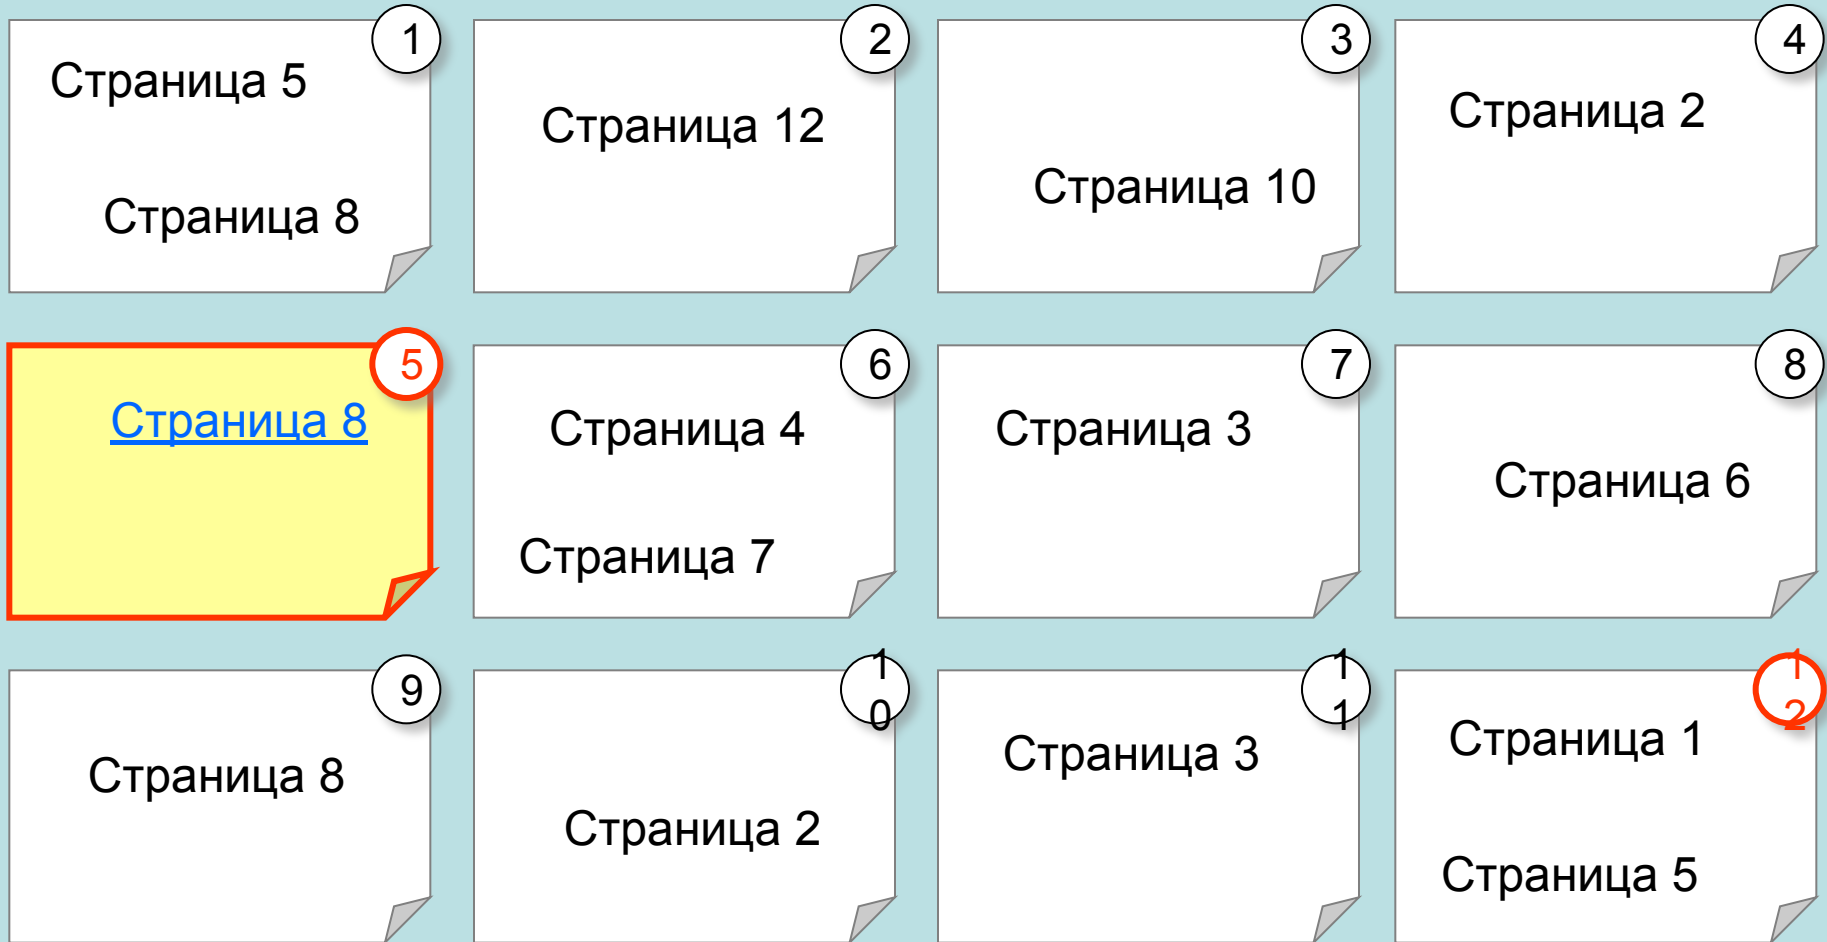 1
Страница 5
Страница 8
2
Страница 12
3
Страница 10
4
Страница 2
5
Страница 8
6
Страница 4
Страница 7
7
Страница 3
8
Страница 6
9
Страница 8
10
Страница 2
11
Страница 3
12
Страница 1
Страница 5